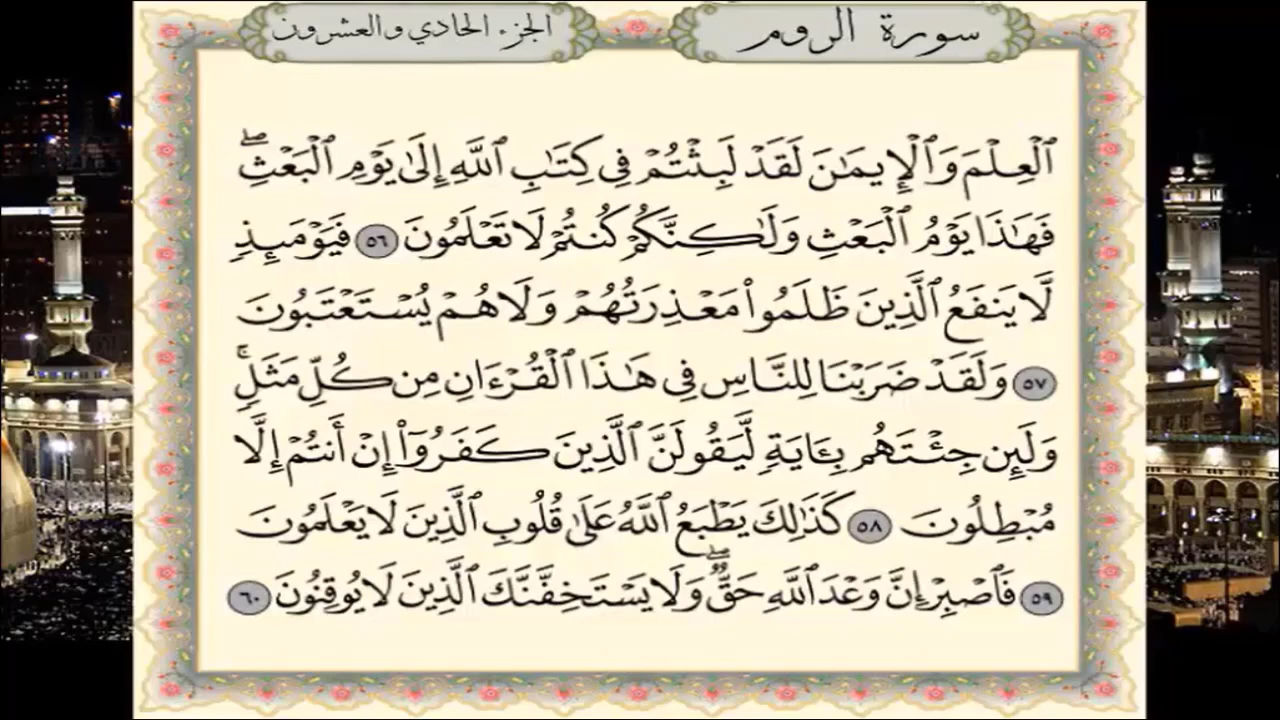 سورة الروم
الجزء الحادي والعشرون
ٱلۡعِلۡمَ وَٱلۡإِيمَٰنَ لَقَدۡ لَبِثۡتُمۡ فِي كِتَٰبِ ٱللَّهِ إِلَىٰ يَوۡمِ ٱلۡبَعۡثِۖ
فَهَٰذَا يَوۡمُ ٱلۡبَعۡثِ وَلَٰكِنَّكُمۡ كُنتُمۡ لَا تَعۡلَمُونَ ٥٦ فَيَوۡمَئِذٖ
لَّا يَنفَعُ ٱلَّذِينَ ظَلَمُواْ مَعۡذِرَتُهُمۡ وَلَا هُمۡ يُسۡتَعۡتَبُونَ
٥٧ وَلَقَدۡ ضَرَبۡنَا لِلنَّاسِ فِي هَٰذَا ٱلۡقُرۡءَانِ مِن كُلِّ مَثَلٖۚ
وَلَئِن جِئۡتَهُم بِـَٔايَةٖ لَّيَقُولَنَّ ٱلَّذِينَ كَفَرُوٓاْ إِنۡ أَنتُمۡ إِلَّا
مُبۡطِلُونَ ٥٨ كَذَٰلِكَ يَطۡبَعُ ٱللَّهُ عَلَىٰ قُلُوبِ ٱلَّذِينَ لَا يَعۡلَمُونَ
٥٩ فَٱصۡبِرۡ إِنَّ وَعۡدَ ٱللَّهِ حَقّٞۖ وَلَا يَسۡتَخِفَّنَّكَ ٱلَّذِينَ لَا يُوقِنُونَ ٦٠